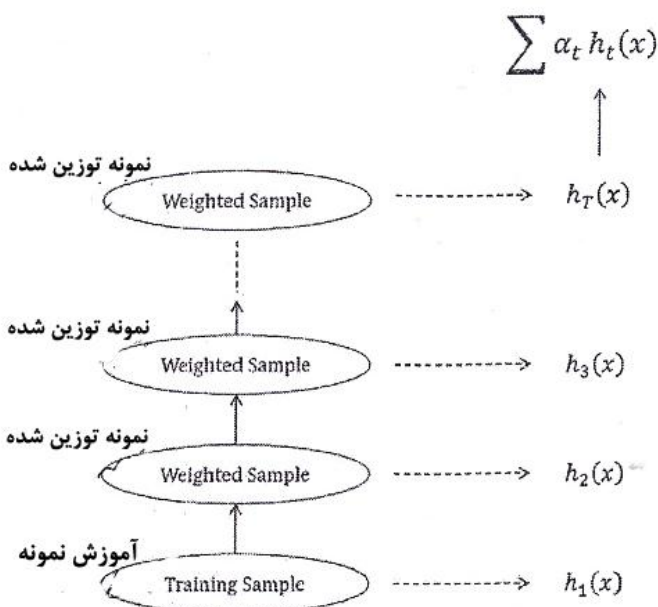 ∑ α_t h_t(x)
نمونه توزین شده
Weighted Sample
h_T(x)
نمونه توزین شده
Weighted Sample
h_3(x)
نمونه توزین شده
Weighted Sample
h_2(x)
آموزش نمونه
Training Sample
h_1(x)